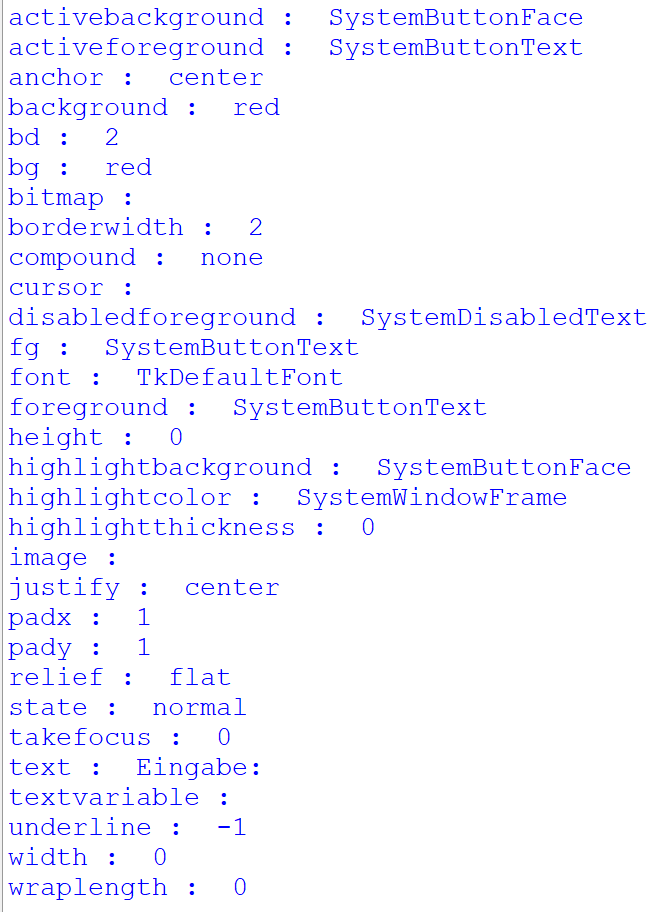 activebackground :  SystemButtonFace
activeforeground :  SystemButtonText
anchor :  center
background :  red
bd :  2
bg :  red
bitmap :
borderwidth :  2
compound :  none
cursor :
disabledforeground :  SystemDisabledText
fg :  SystemButtonText
font :  TkDefaultFont
foreground :  SystemButtonText
height :  0
highlightbackground :  SystemButtonFace
highlightcolor :  SystemWindowFrame
highlightthickness :  0
image :
justify :  center
padx :  1
pady :  1
relief :  flat
state :  normal
takefocus :  0
text :  Eingabe:
textvariable :
underline :  -1
width :  0
wraplength :  0